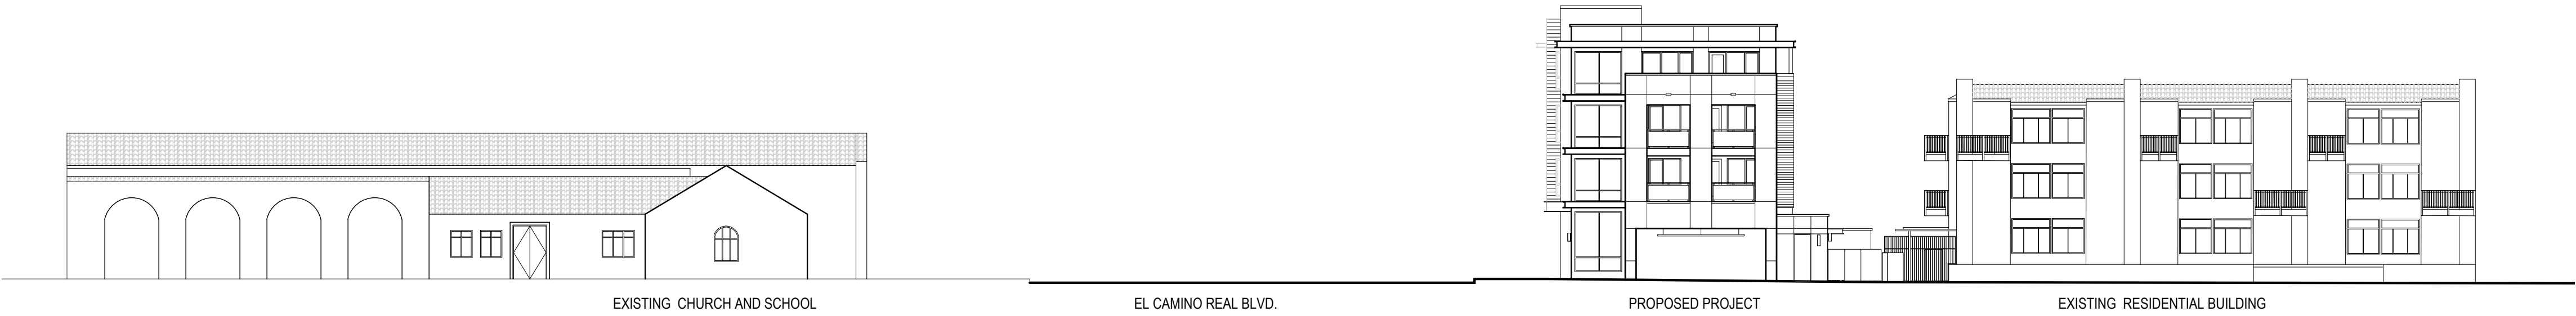 EXISTING CHURCH AND SCHOOL
EL CAMINO REAL BLVD.
PROPOSED PROJECT
EXISTING RESIDENTIAL BUILDING